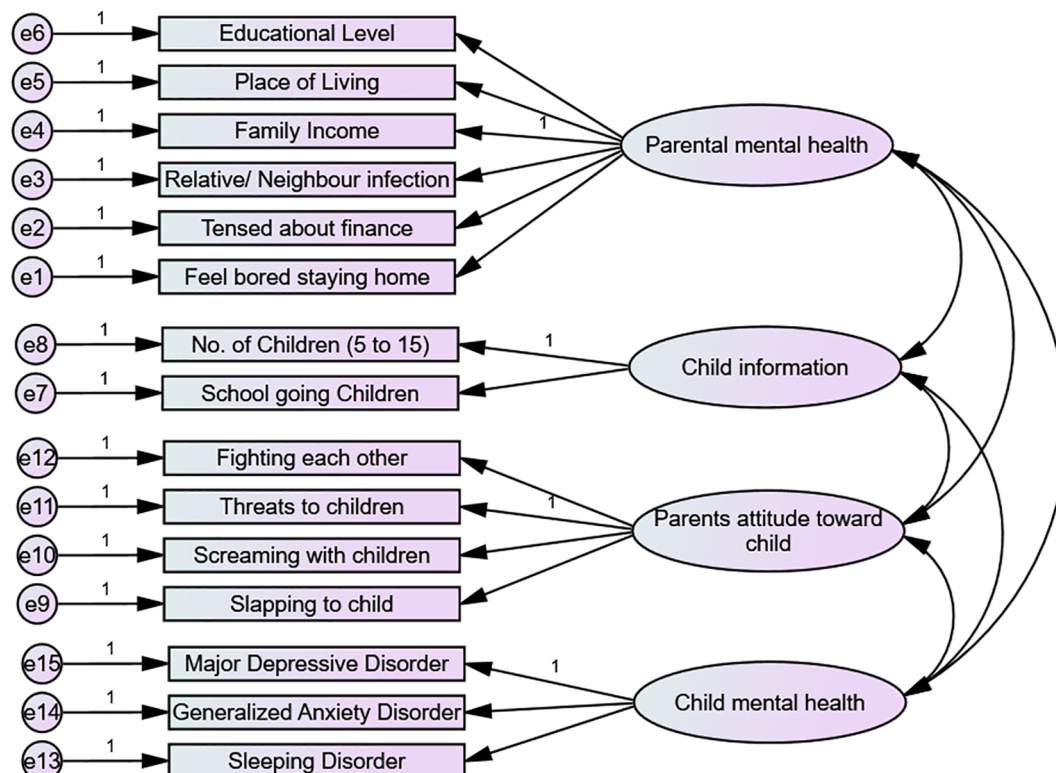 e6 1 Educational Level
e5 1 Place of Living
e4 1 Family Income 1
Parental mental health
e3 1 Relative/ Neighbour infection
e2 1 Tensed about finance
e1 1 Feel bored staying home
e8 1 No. of Children (5 to 15) 1
Child information
e7 1 School going Children
e12 1 Fighting each other
e11 1 Threats to children 1
Parents attitude toward
child
e10 1 Screaming with children
e9 1 Slapping to child
e15 1 Major Depressive Disorder 1
Child mental health
e14 1 Generalized Anxiety Disorder
e13 1 Sleeping Disorder